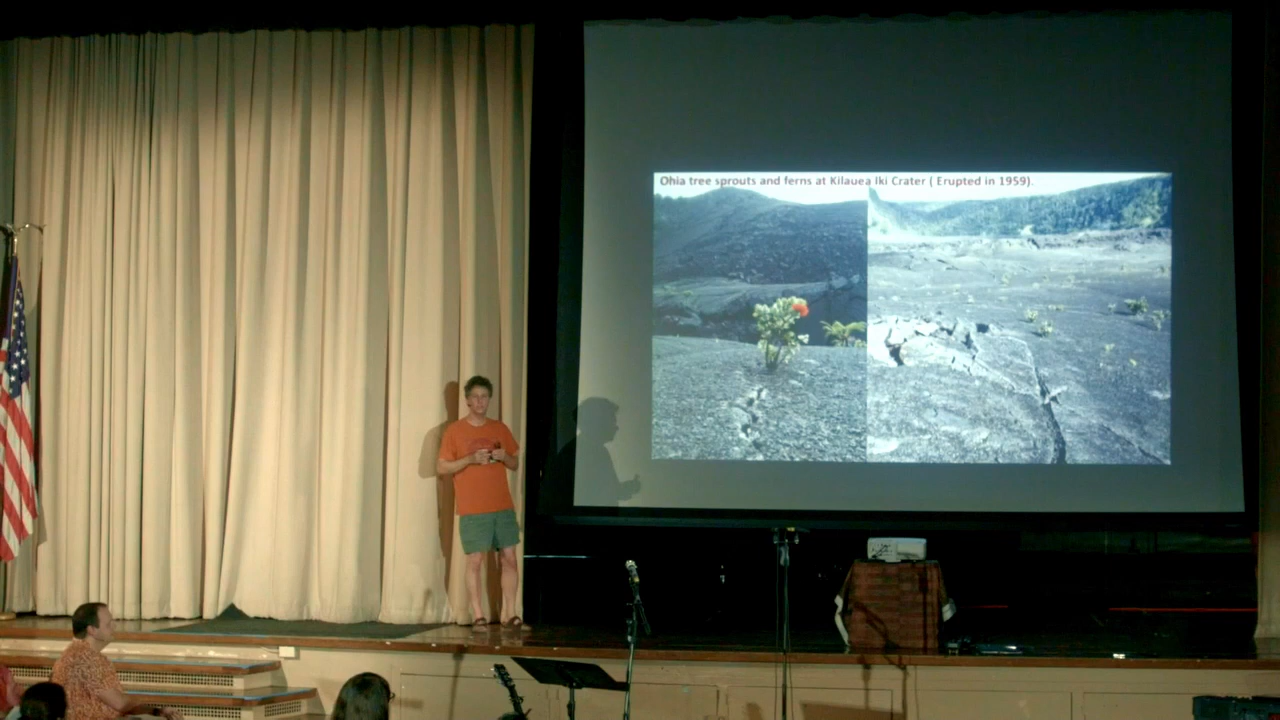 Ohia tree sprouts and ferns at Kilauea Iki Crater ( Erupted in 1959).